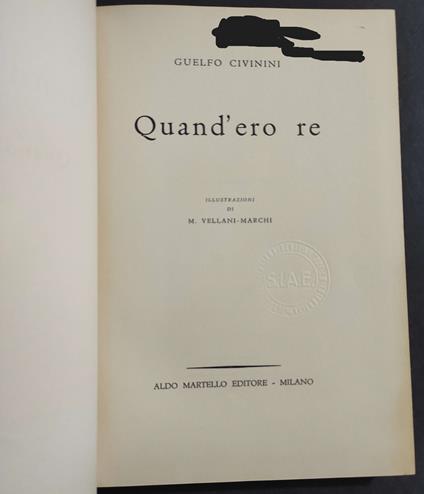 GUELFO CIVININI
Quand'ero re
ILLUSTRAZIONI
DI
M. VELLANI-MARCHI
S.I.A.E.
ALDO MARTELLO EDITORE - MILANO